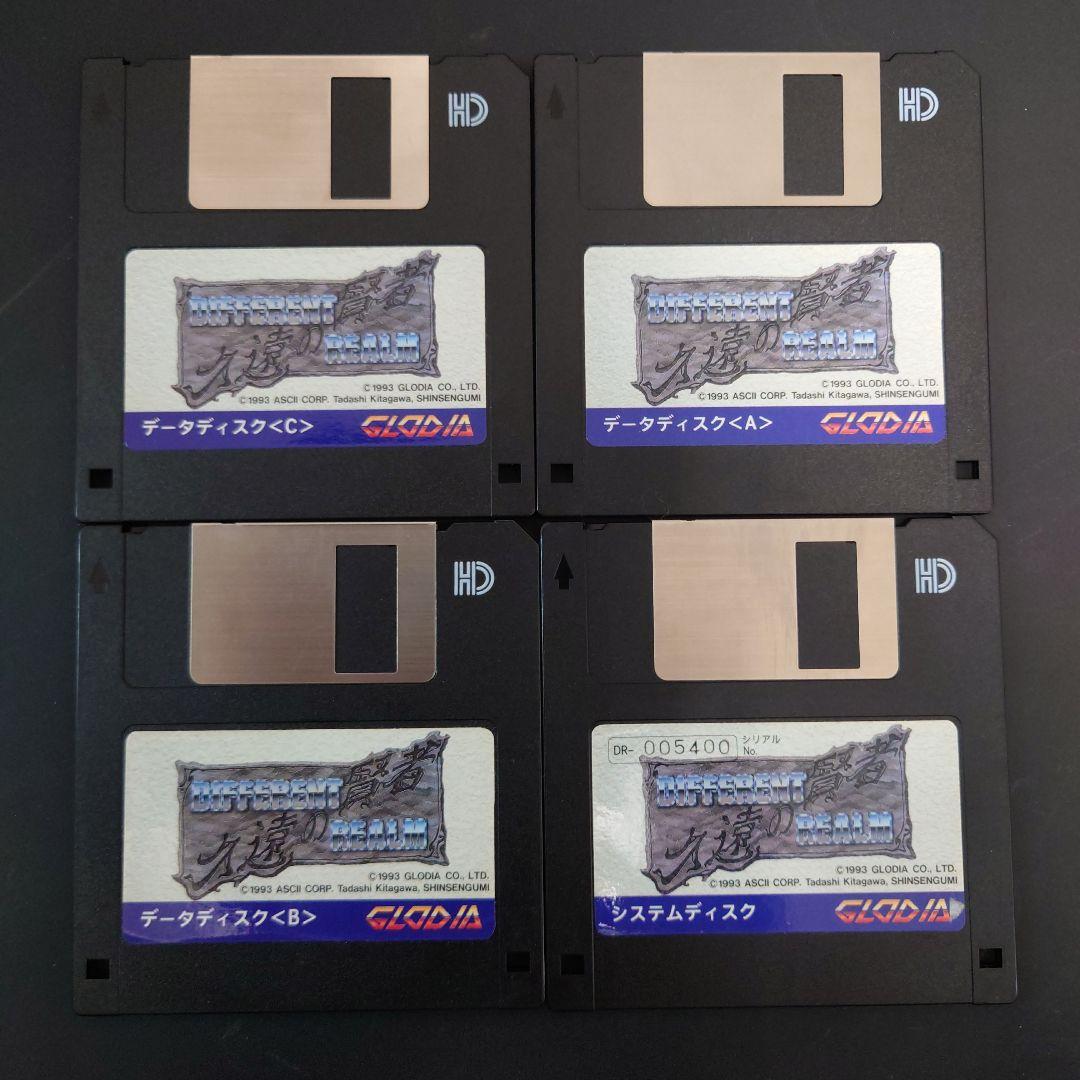 HD
DIFFERENT 賢者
久遠の REALM
©1993 GLODIA CO., LTD.
©1993 ASCII CORP. Tadashi Kitagawa, SHINSENGUMI
データディスク<C> GLODIA
HD
DIFFERENT 賢者
久遠の REALM
©1993 GLODIA CO., LTD.
©1993 ASCII CORP. Tadashi Kitagawa, SHINSENGUMI
データディスク<A> GLODIA
HD
DIFFERENT 賢者
久遠の REALM
©1993 GLODIA CO., LTD.
©1993 ASCII CORP. Tadashi Kitagawa, SHINSENGUMI
データディスク<B> GLODIA
HD
DR- 005400 シリアル No.
DIFFERENT 賢者
久遠の REALM
©1993 GLODIA CO., LTD.
©1993 ASCII CORP. Tadashi Kitagawa, SHINSENGUMI
システムディスク GLODIA